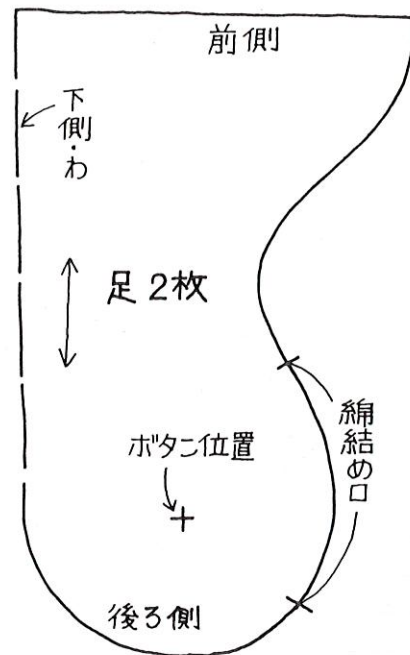 前側
下側・わ
足2枚
ボタン位置
綿結め口
後ろ側